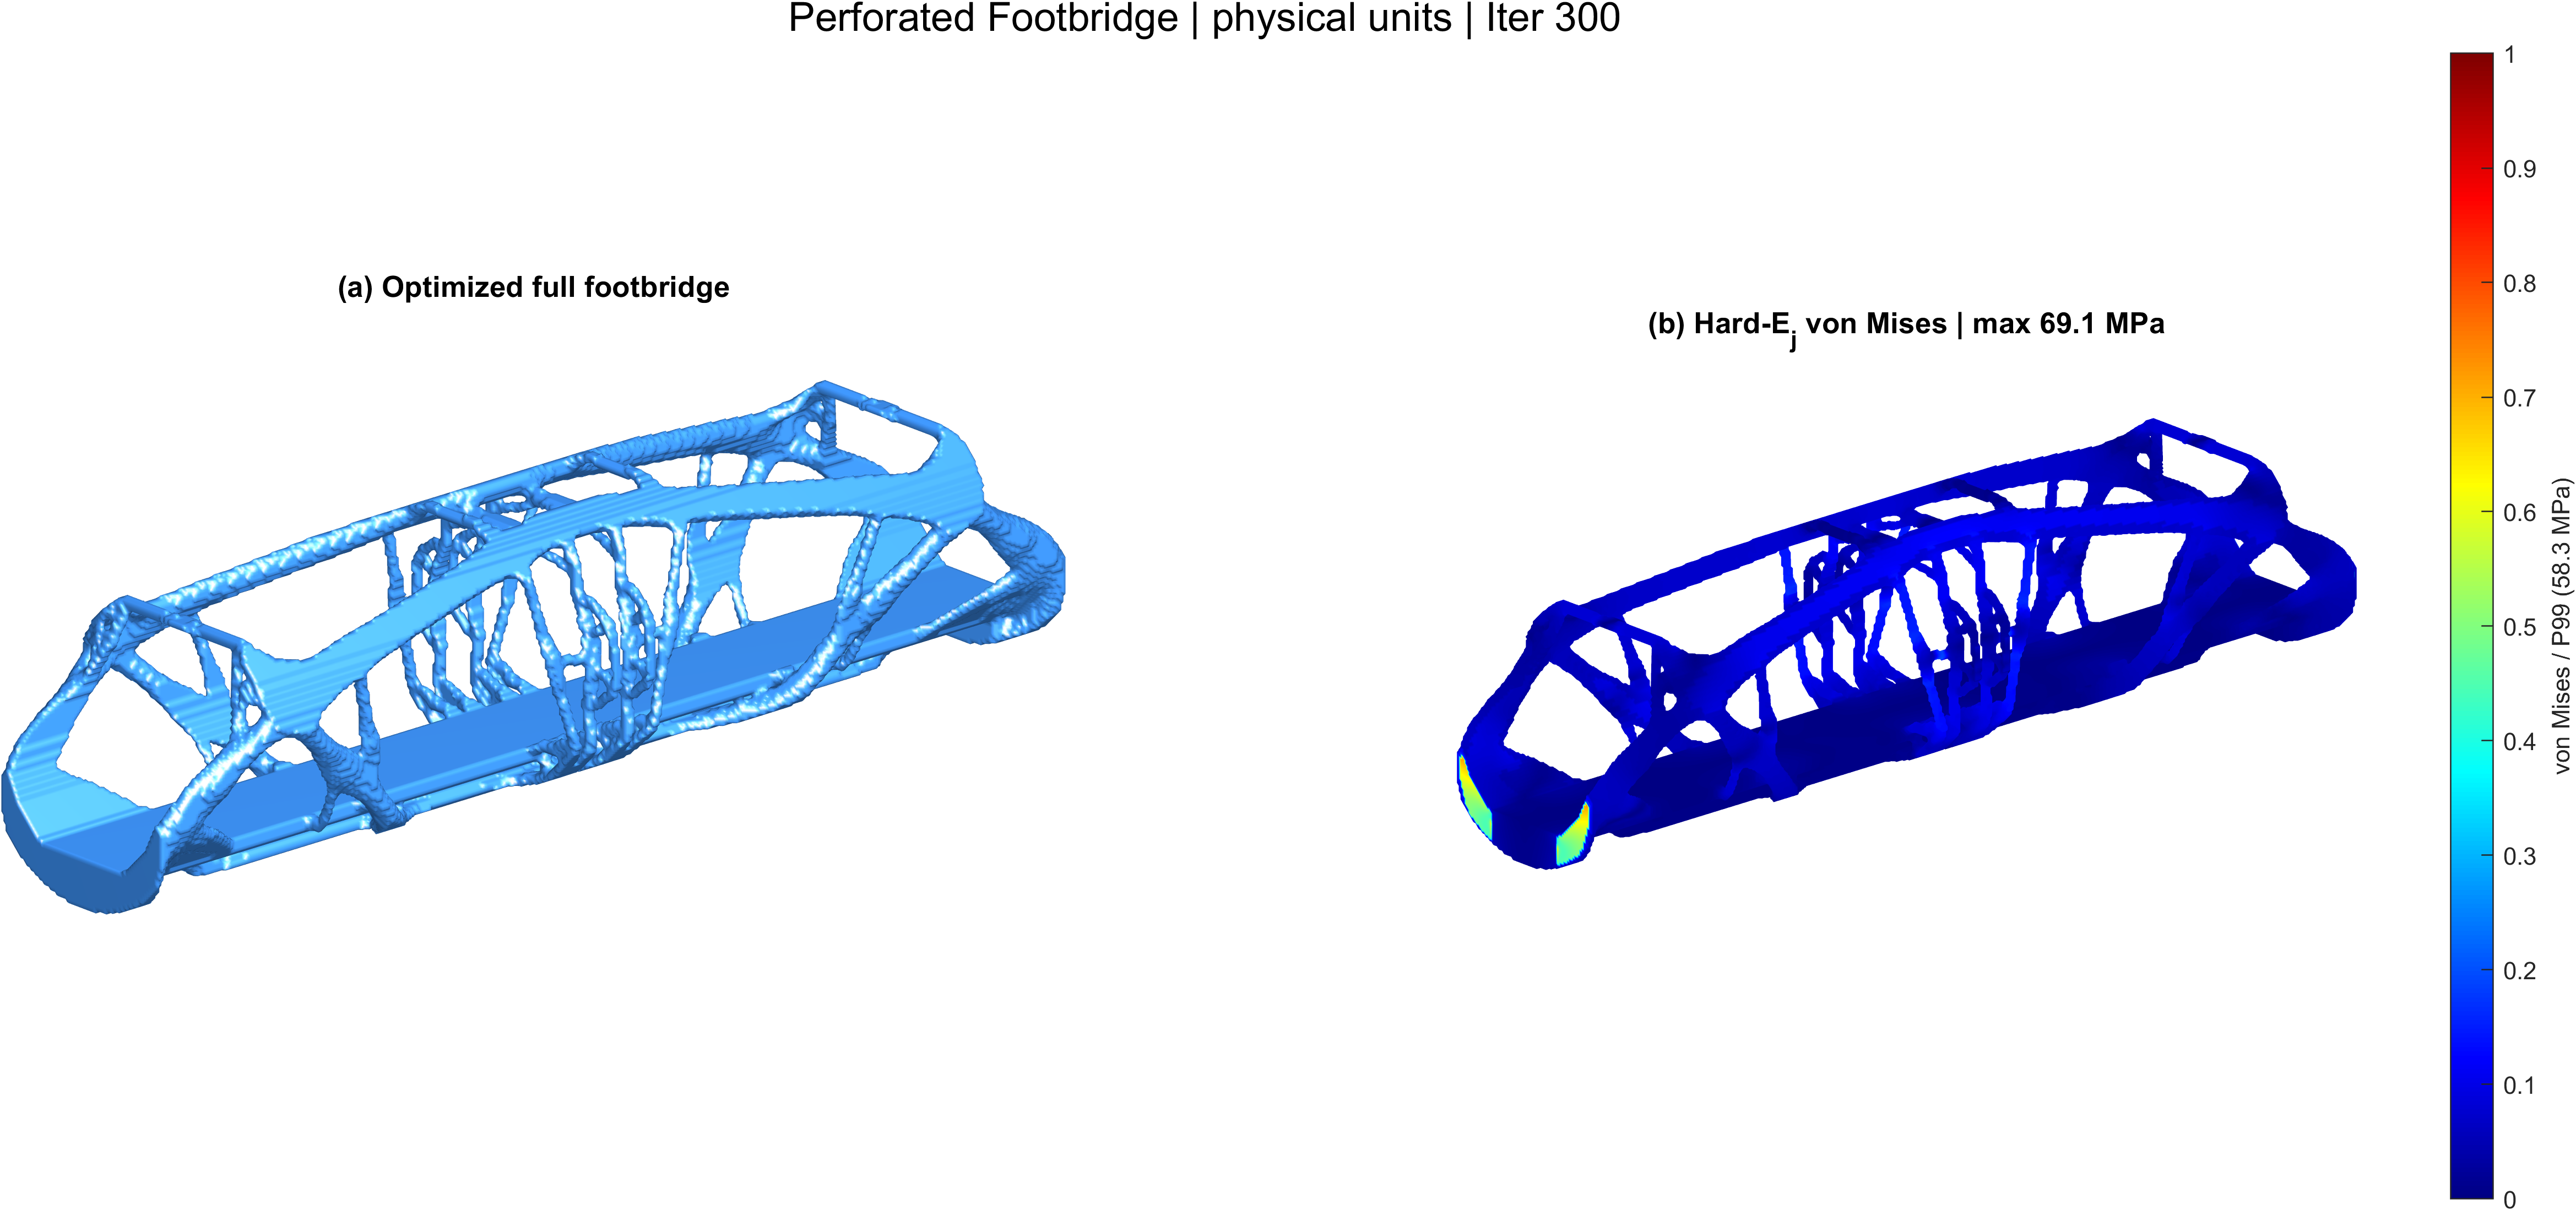 Perforated Footbridge | physical units | Iter 300
(a) Optimized full footbridge
(b) Hard-Ej von Mises | max 69.1 MPa
1
0.9
0.8
0.7
0.6
0.5
0.4
0.3
0.2
0.1
0
von Mises / P99 (58.3 MPa)